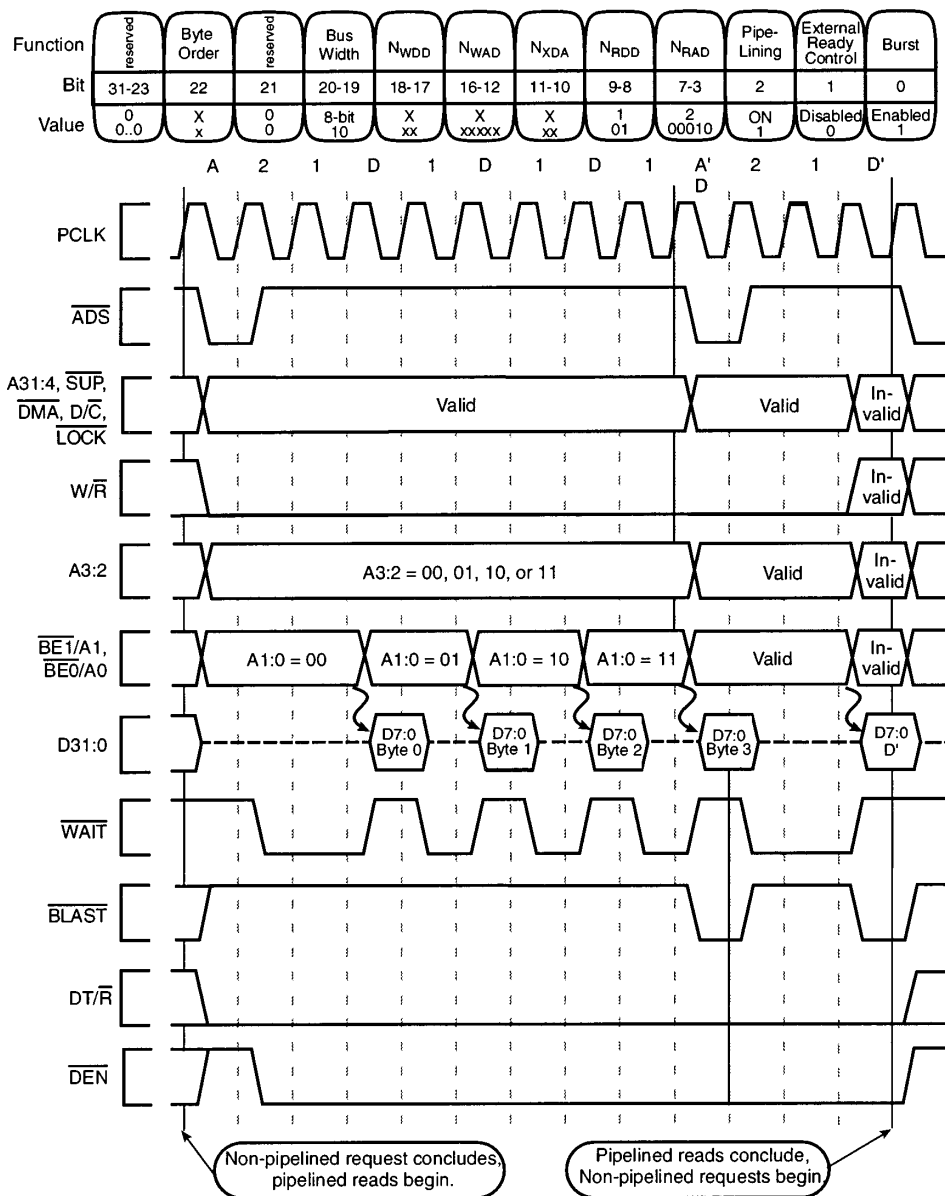 Function reserved Byte Order reserved Bus Width NWDD NWAD NXDA NRDD NRAD Pipe-Lining External Ready Control Burst
Bit 31-23 22 21 20-19 18-17 16-12 11-10 9-8 7-3 2 1 0
Value 0 X 0 8-bit X X X 1 2 ON Disabled Enabled
0..0 x 0 10 xx xxxxx xx 01 00010 1 0 1
A 2 1 D 1 D 1 D 1 A' 2 1 D'
D
PCLK
ADS
A31:4, SUP,
DMA, D/C,
LOCK
Valid Valid In-valid
W/R In-valid
A3:2 A3:2 = 00, 01, 10, or 11 Valid In-valid
BE1/A1,
BE0/A0
A1:0 = 00 A1:0 = 01 A1:0 = 10 A1:0 = 11 Valid In-valid
D31:0 D7:0 Byte 0 D7:0 Byte 1 D7:0 Byte 2 D7:0 Byte 3 D7:0 D'
WAIT
BLAST
DT/R
DEN
Non-pipelined request concludes,
pipelined reads begin.
Pipelined reads conclude,
Non-pipelined requests begin.